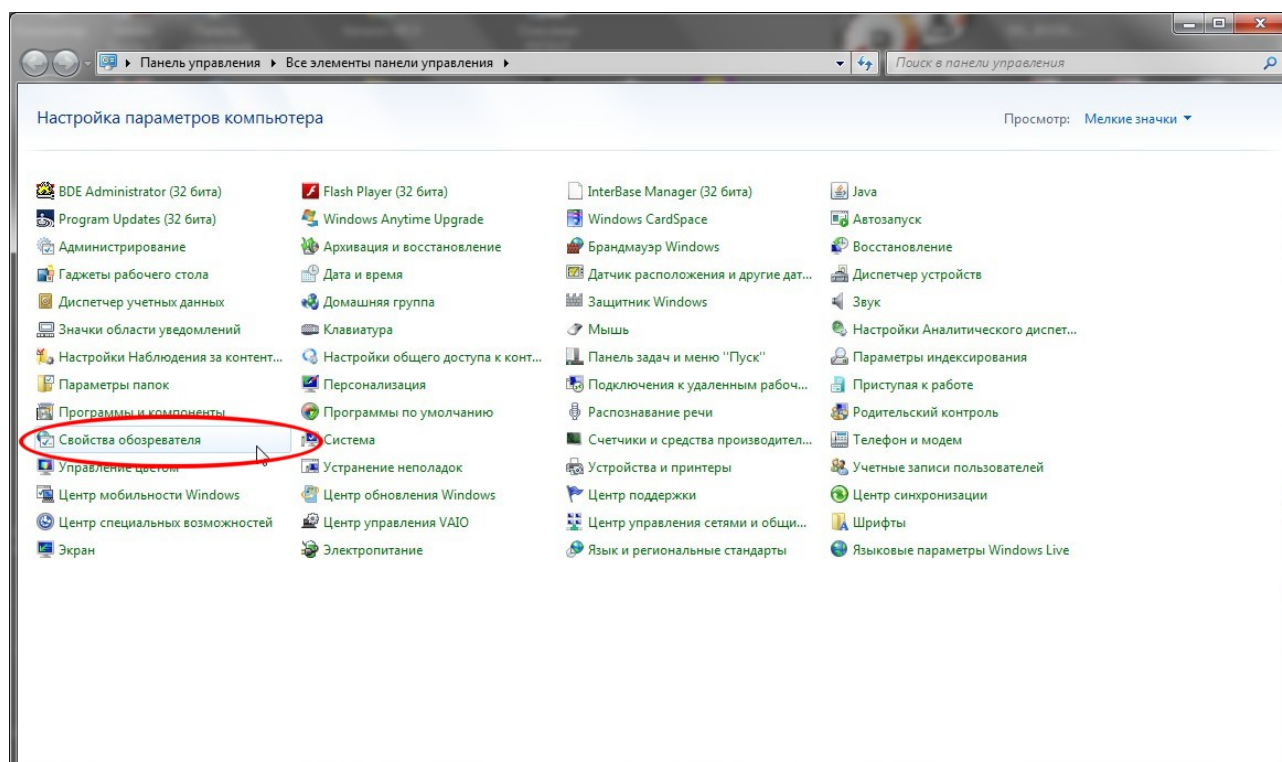 Панель управления ▸ Все элементы панели управления ▸
Поиск в панели управления
Настройка параметров компьютера
Просмотр: Мелкие значки
BDE Administrator (32 бита) Flash Player (32 бита) InterBase Manager (32 бита) Java
Program Updates (32 бита) Windows Anytime Upgrade Windows CardSpace Автозапуск
Администрирование Архивация и восстановление Брандмауэр Windows Восстановление
Гаджеты рабочего стола Дата и время Датчик расположения и другие дат... Диспетчер устройств
Диспетчер учетных данных Домашняя группа Защитник Windows Звук
Значки области уведомлений Клавиатура Мышь Настройки Аналитического диспет...
Настройки Наблюдения за контент... Настройки общего доступа к конт... Панель задач и меню "Пуск" Параметры индексирования
Параметры папок Персонализация Подключения к удаленным рабоч... Приступая к работе
Программы и компоненты Программы по умолчанию Распознавание речи Родительский контроль
Свойства обозревателя Система Счетчики и средства производител... Телефон и модем
Управление цветом Устранение неполадок Устройства и принтеры Учетные записи пользователей
Центр мобильности Windows Центр обновления Windows Центр поддержки Центр синхронизации
Центр специальных возможностей Центр управления VAIO Центр управления сетями и общи... Шрифты
Экран Электропитание Язык и региональные стандарты Языковые параметры Windows Live